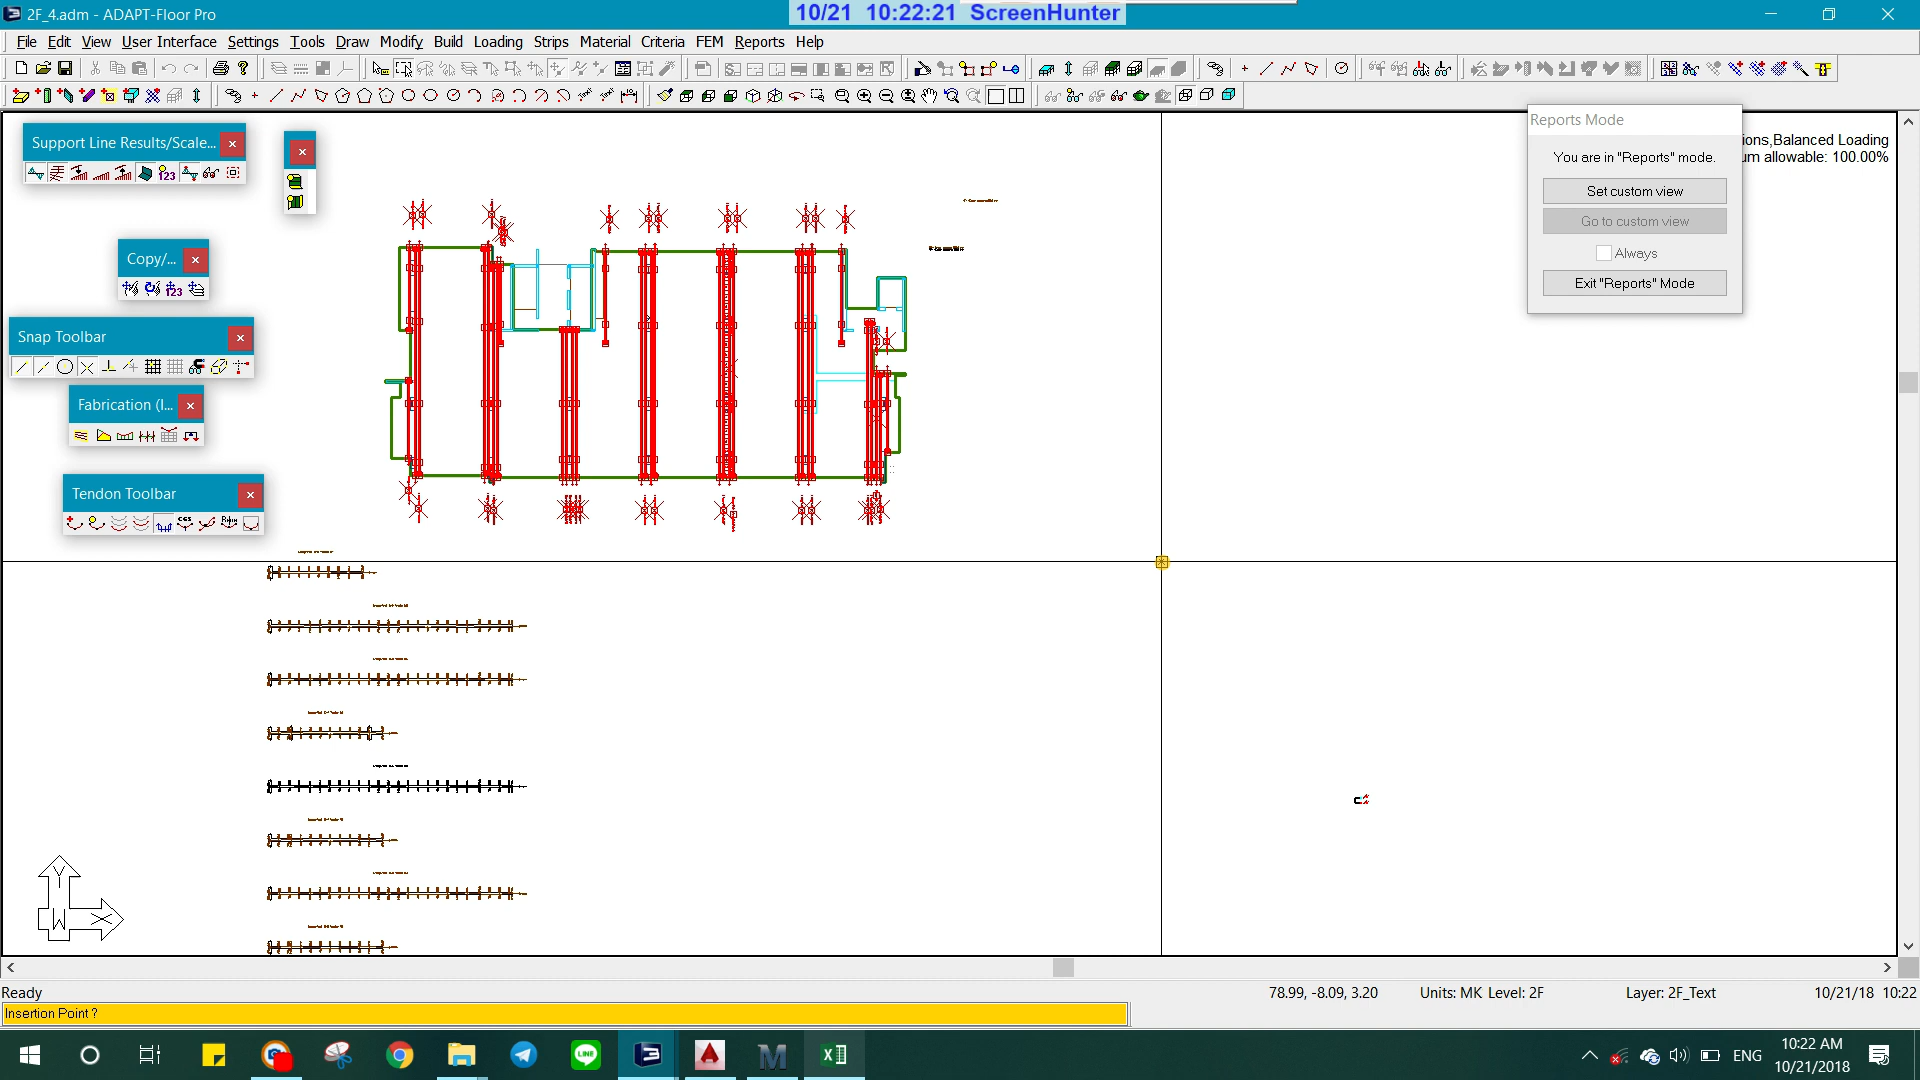 2F_4.adm - ADAPT-Floor Pro
10/21 10:22:21 ScreenHunter
File Edit View User Interface Settings Tools Draw Modify Build Loading Strips Material Criteria FEM Reports Help
Support Line Results/Scale...
Reports Mode
ions,Balanced Loading
um allowable: 100.00%
You are in "Reports" mode.
Set custom view
Go to custom view
Always
Exit "Reports" Mode
123
Copy/...
123
Snap Toolbar
Fabrication (I...
Tendon Toolbar
CGS
Y
W X
Ready
78.99, -8.09, 3.20 Units: MK Level: 2F Layer: 2F_Text 10/21/18 10:22
Insertion Point ?
LINE
ENG
10:22 AM
10/21/2018